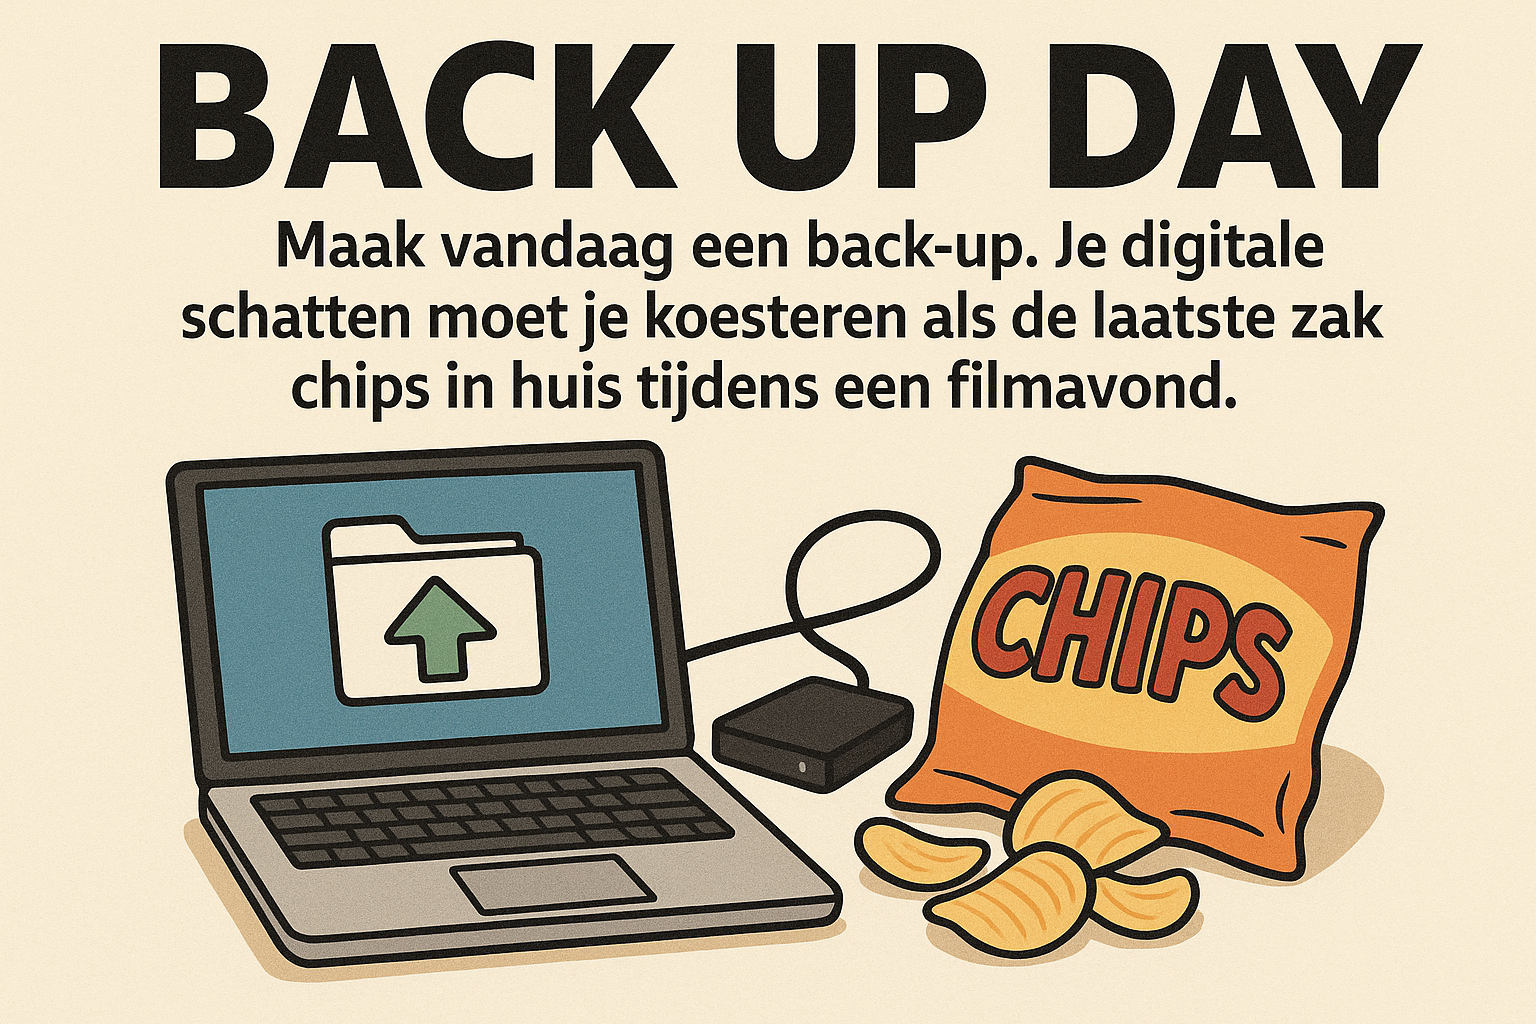 BACK UP DAY
Maak vandaag een back-up. Je digitale
schatten moet je koesteren als de laatste zak
chips in huis tijdens een filmavond.
CHIPS